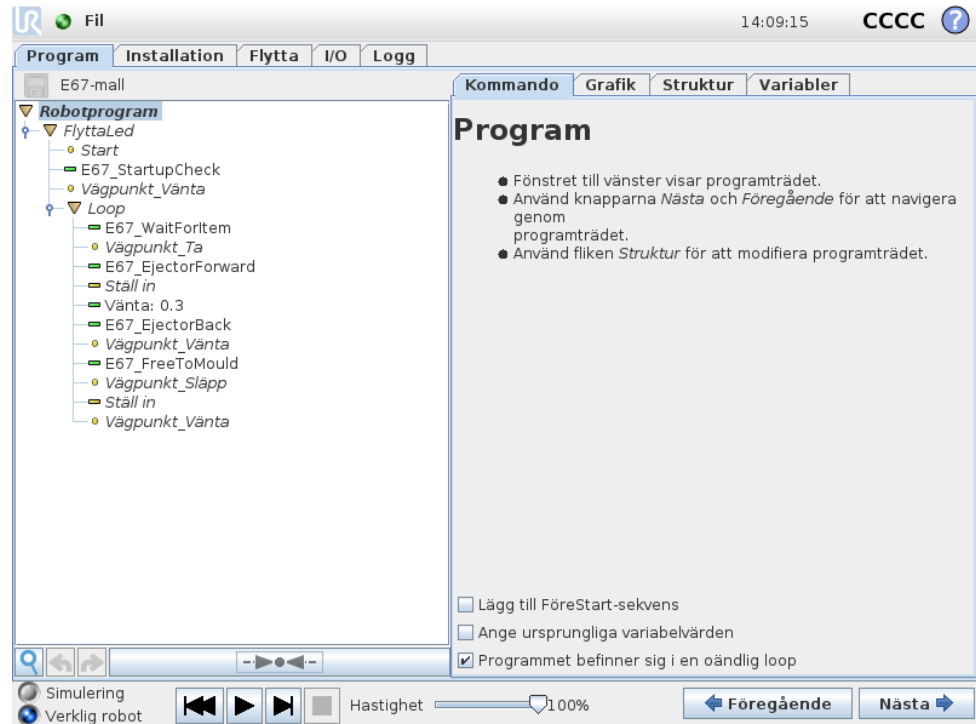 UR Fil 14:09:15 CCCC ?
Program Installation Flytta I/O Logg
E67-mall
Kommando Grafik Struktur Variabler
Robotprogram
FlyttaLed
Start
E67_StartupCheck
Vägpunkt_Vänta
Loop
E67_WaitForItem
Vägpunkt_Ta
E67_EjectorForward
Ställ in
Vänta: 0.3
E67_EjectorBack
Vägpunkt_Vänta
E67_FreeToMould
Vägpunkt_Släpp
Ställ in
Vägpunkt_Vänta
Program
Fönstret till vänster visar programträdet.
Använd knapparna Nästa och Föregående för att navigera
genom
programträdet.
Använd fliken Struktur för att modifiera programträdet.
Lägg till FöreStart-sekvens
Ange ursprungliga variabelvärden
Programmet befinner sig i en oändlig loop
Simulering
Verklig robot
Hastighet 100%
Föregående Nästa